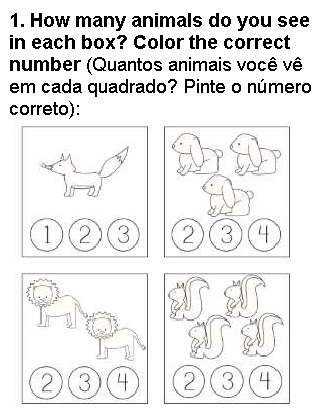 1. How many animals do you see
in each box? Color the correct
number (Quantos animais você vê
em cada quadrado? Pinte o número
correto):
1 2 3
2 3 4
2 3 4
2 3 4